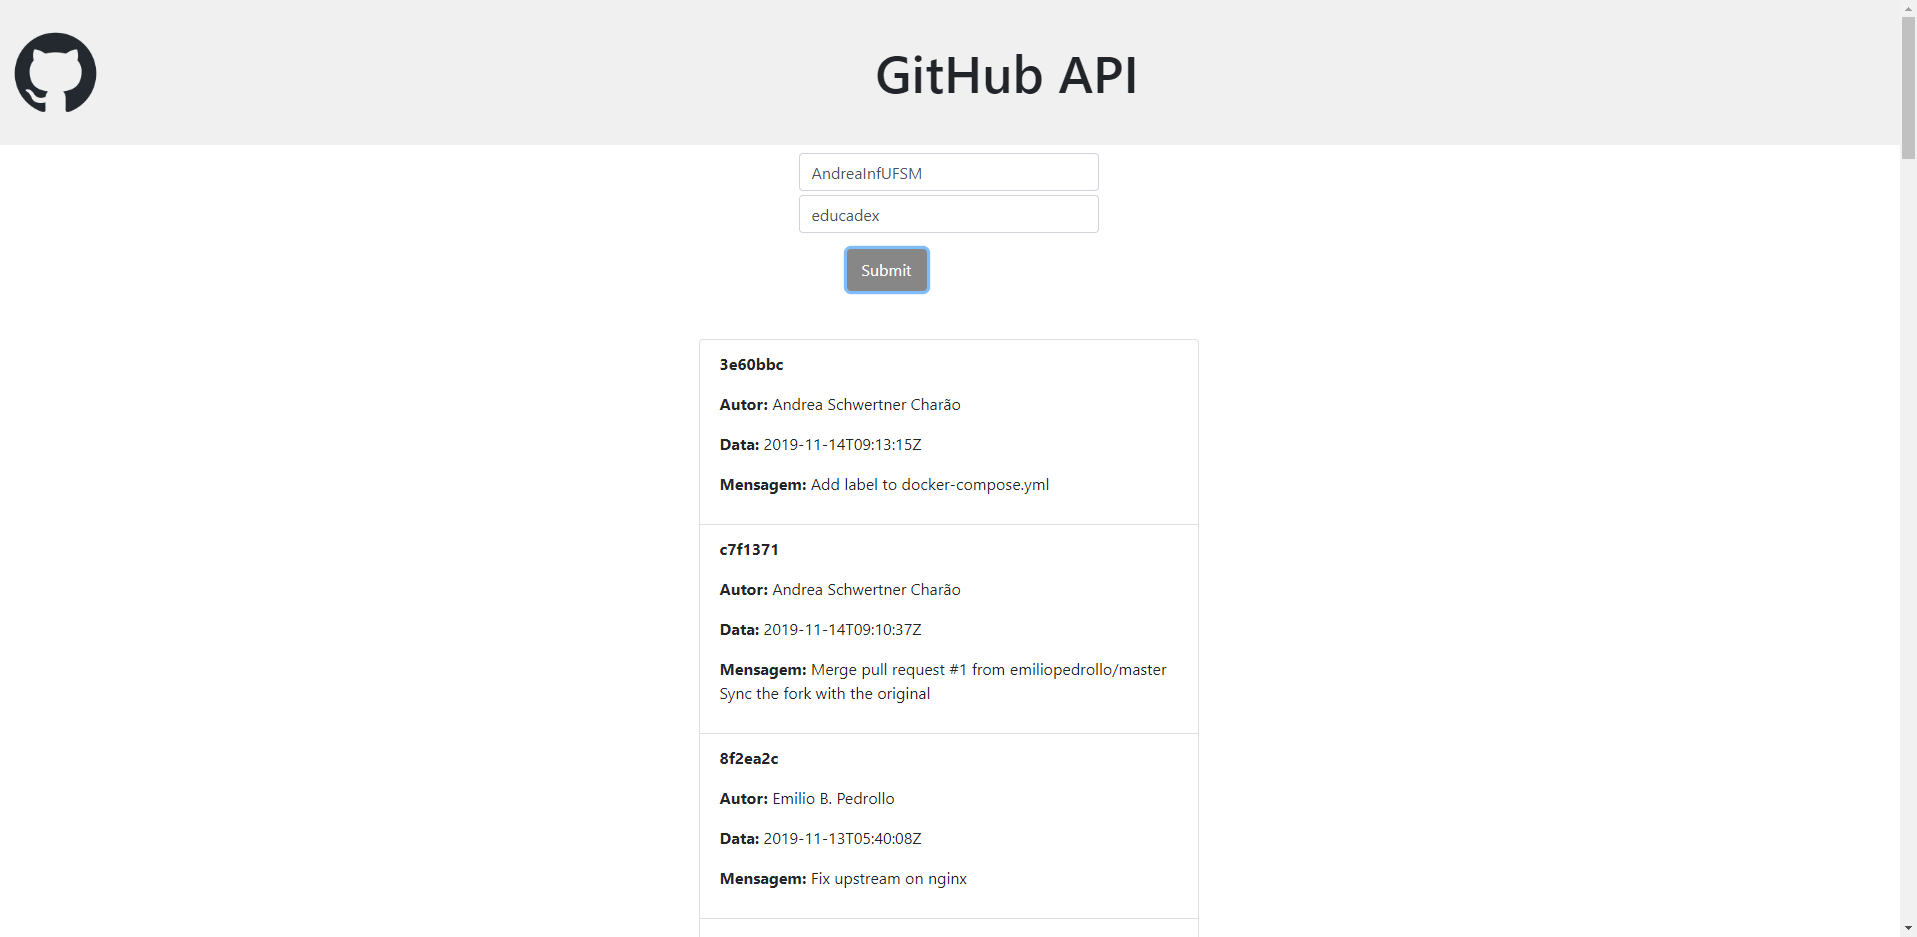 GitHub API
AndreaInfUFSM
educadex
Submit
3e60bbc
Autor: Andrea Schwertner Charão
Data: 2019-11-14T09:13:15Z
Mensagem: Add label to docker-compose.yml
c7f1371
Autor: Andrea Schwertner Charão
Data: 2019-11-14T09:10:37Z
Mensagem: Merge pull request #1 from emiliopedrollo/master
Sync the fork with the original
8f2ea2c
Autor: Emilio B. Pedrollo
Data: 2019-11-13T05:40:08Z
Mensagem: Fix upstream on nginx